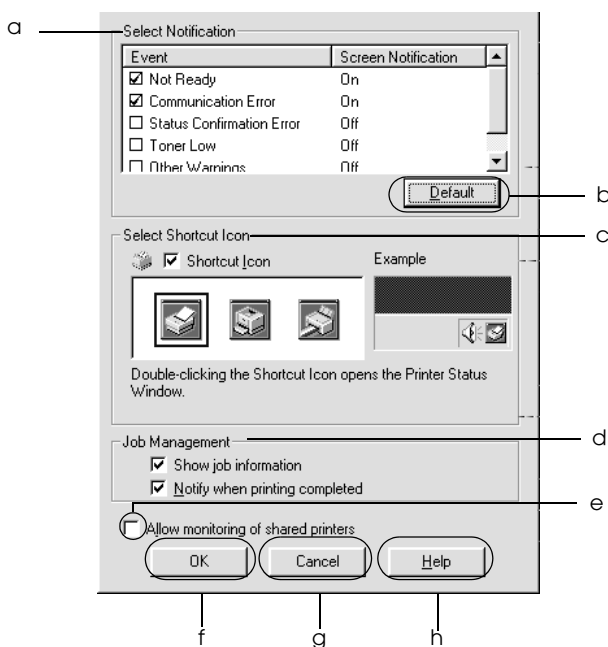 a
Select Notification
Event Screen Notification
Not Ready On
Communication Error On
Status Confirmation Error Off
Toner Low Off
Other Warnings Off
Default
b
Select Shortcut Icon
c
Shortcut Icon Example
Double-clicking the Shortcut Icon opens the Printer Status
Window.
Job Management
d
Show job information
Notify when printing completed
e
Allow monitoring of shared printers
OK Cancel Help
f g h